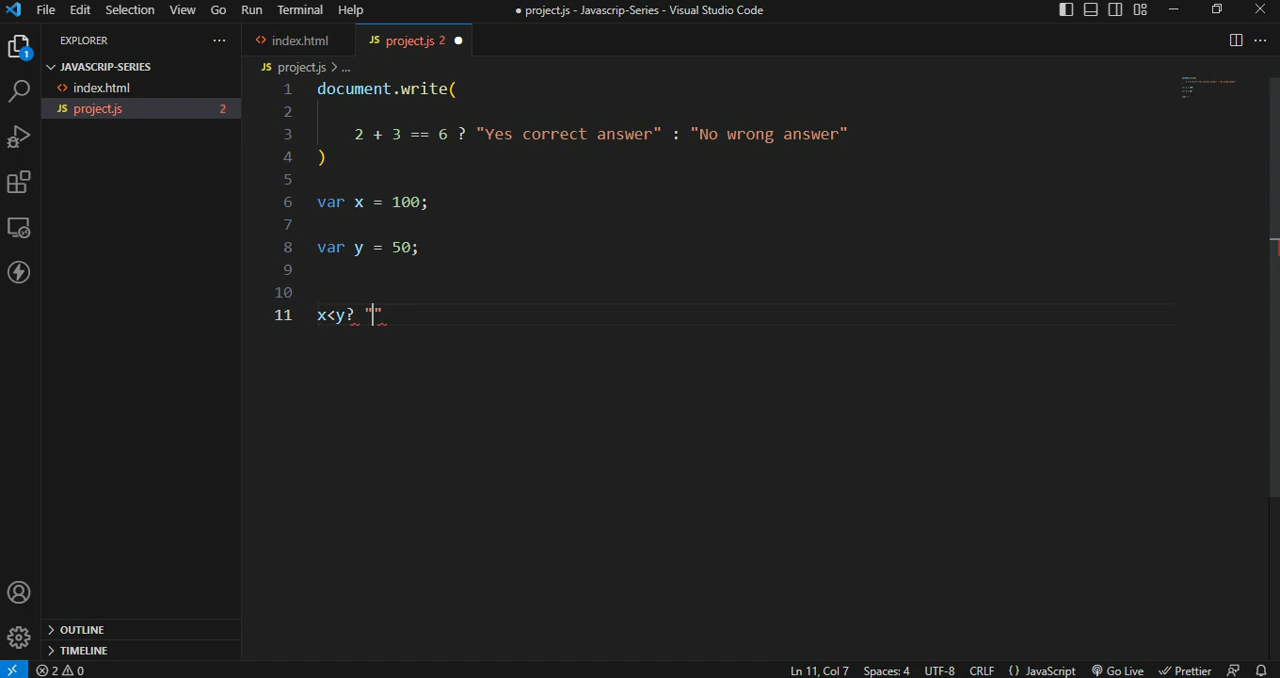 File Edit Selection View Go Run Terminal Help
● project.js - Javascrip-Series - Visual Studio Code
EXPLORER ...
JAVASCRIP-SERIES
<> index.html
JS project.js 2
OUTLINE
TIMELINE
1
<> index.html
JS project.js 2 ●
JS project.js > ...
1 document.write(
2
3 2 + 3 == 6 ? "Yes correct answer" : "No wrong answer"
4 )
5
6 var x = 100;
7
8 var y = 50;
9
10
11 x<y? ""
2 0
Ln 11, Col 7 Spaces: 4 UTF-8 CRLF {} JavaScript Go Live Prettier